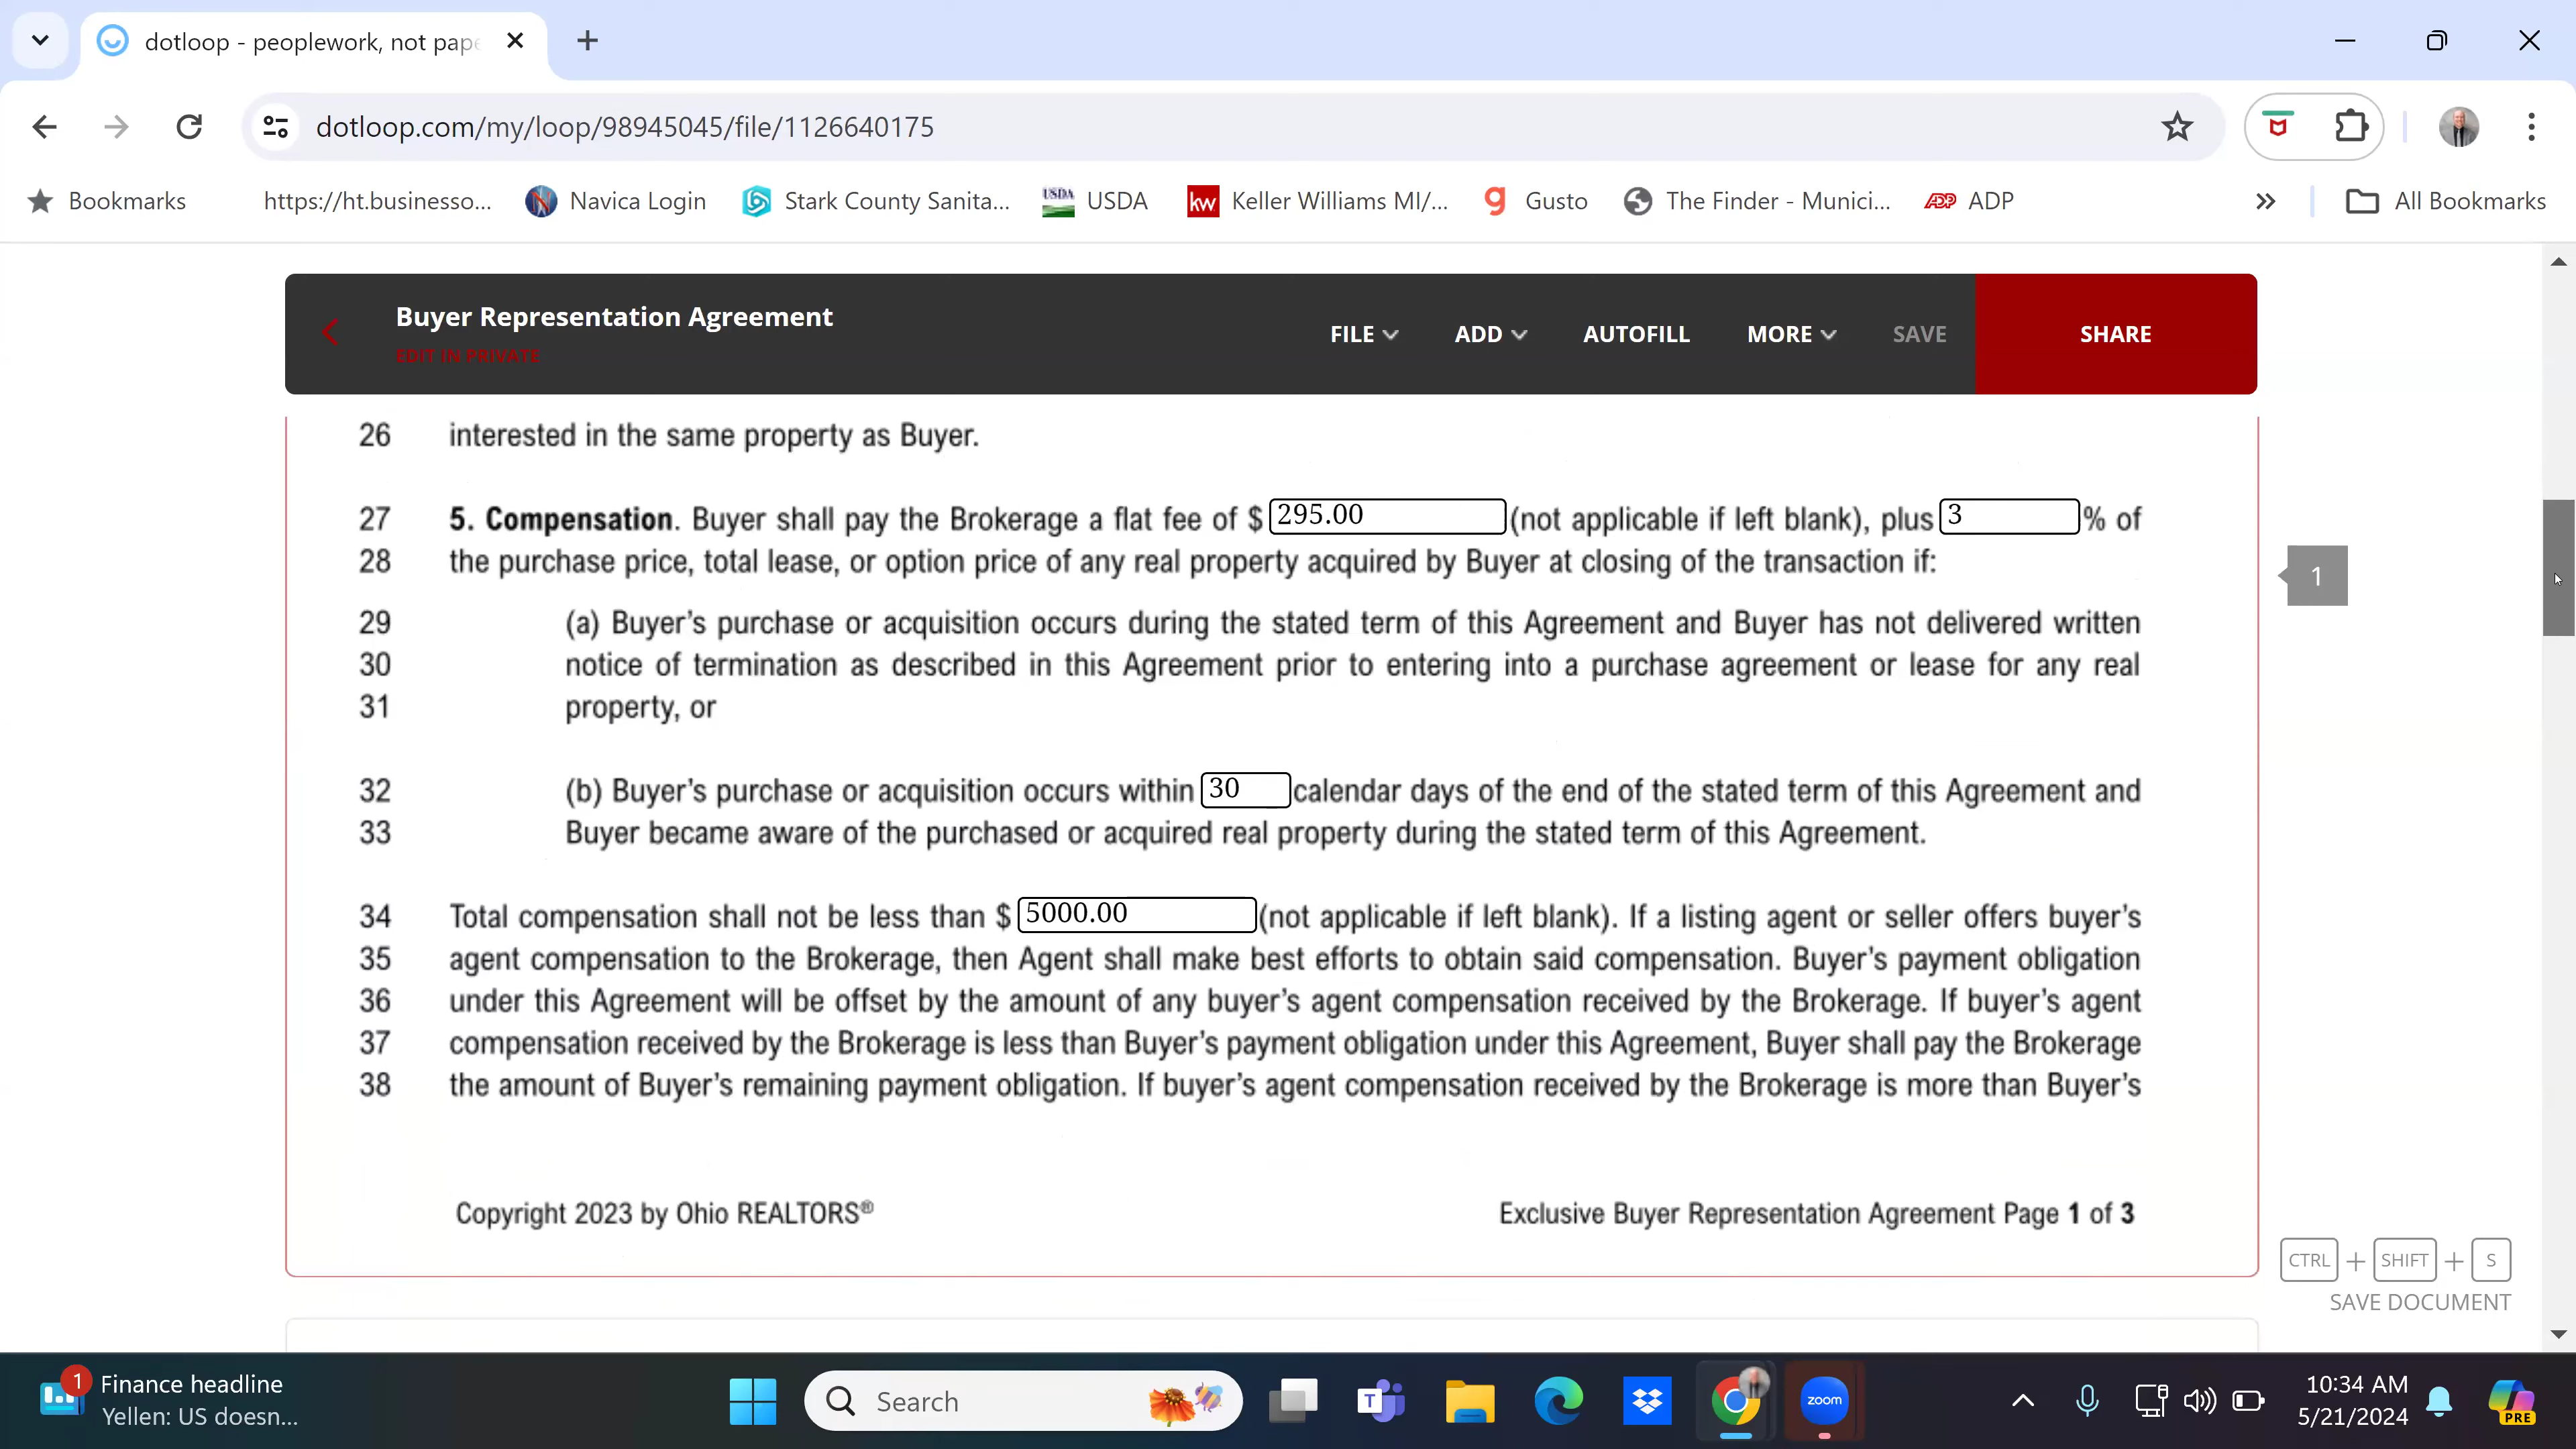 dotloop - peoplework, not pape
dotloop.com/my/loop/98945045/file/1126640175
Bookmarks
https://ht.businesso...
Navica Login
Stark County Sanita...
USDA
USDA
kw
Keller Williams MI/...
Gusto
The Finder - Munici...
ADP
ADP
All Bookmarks
Buyer Representation Agreement
EDIT IN PRIVATE
FILE
ADD
AUTOFILL
MORE
SAVE
SHARE
26 interested in the same property as Buyer.
27 5. Compensation. Buyer shall pay the Brokerage a flat fee of $ 295.00 (not applicable if left blank), plus 3 % of
28 the purchase price, total lease, or option price of any real property acquired by Buyer at closing of the transaction if:
29 (a) Buyer's purchase or acquisition occurs during the stated term of this Agreement and Buyer has not delivered written
30 notice of termination as described in this Agreement prior to entering into a purchase agreement or lease for any real
31 property, or
32 (b) Buyer's purchase or acquisition occurs within 30 calendar days of the end of the stated term of this Agreement and
33 Buyer became aware of the purchased or acquired real property during the stated term of this Agreement.
34 Total compensation shall not be less than $ 5000.00 (not applicable if left blank). If a listing agent or seller offers buyer's
35 agent compensation to the Brokerage, then Agent shall make best efforts to obtain said compensation. Buyer's payment obligation
36 under this Agreement will be offset by the amount of any buyer's agent compensation received by the Brokerage. If buyer's agent
37 compensation received by the Brokerage is less than Buyer's payment obligation under this Agreement, Buyer shall pay the Brokerage
38 the amount of Buyer's remaining payment obligation. If buyer's agent compensation received by the Brokerage is more than Buyer's
1
Copyright 2023 by Ohio REALTORS®
Exclusive Buyer Representation Agreement Page 1 of 3
CTRL + SHIFT + S
SAVE DOCUMENT
1
Finance headline
Yellen: US doesn...
Search
T
zoom
10:34 AM
5/21/2024
PRE